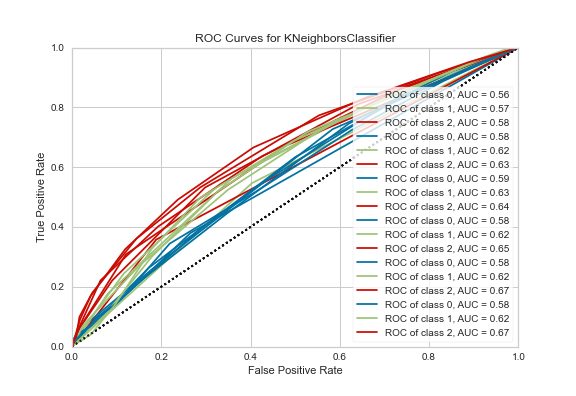 ROC Curves for KNeighborsClassifier
1.0
0.8
0.6
0.4
0.2
0.0
True Positive Rate
ROC of class 0, AUC = 0.56
ROC of class 1, AUC = 0.57
ROC of class 2, AUC = 0.58
ROC of class 0, AUC = 0.58
ROC of class 1, AUC = 0.62
ROC of class 2, AUC = 0.63
ROC of class 0, AUC = 0.59
ROC of class 1, AUC = 0.63
ROC of class 2, AUC = 0.64
ROC of class 0, AUC = 0.58
ROC of class 1, AUC = 0.62
ROC of class 2, AUC = 0.65
ROC of class 0, AUC = 0.58
ROC of class 1, AUC = 0.62
ROC of class 2, AUC = 0.67
ROC of class 0, AUC = 0.58
ROC of class 1, AUC = 0.62
ROC of class 2, AUC = 0.67
0.0 0.2 0.4 0.6 0.8 1.0
False Positive Rate